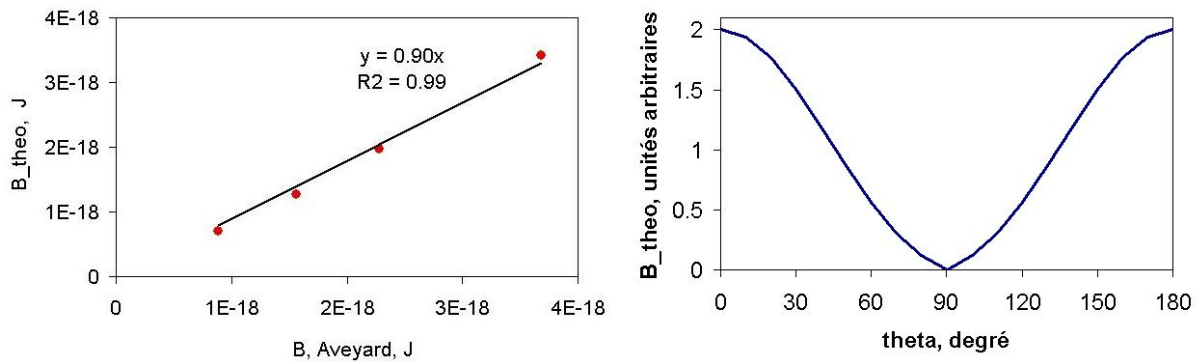 4E-18
3E-18
2E-18
1E-18
0
B_theo, J
y = 0.90x
R2 = 0.99
0
1E-18
2E-18
3E-18
4E-18
B, Aveyard, J
B_theo, unités arbitraires
2
1.5
1
0.5
0
0
30
60
90
120
150
180
theta, degré